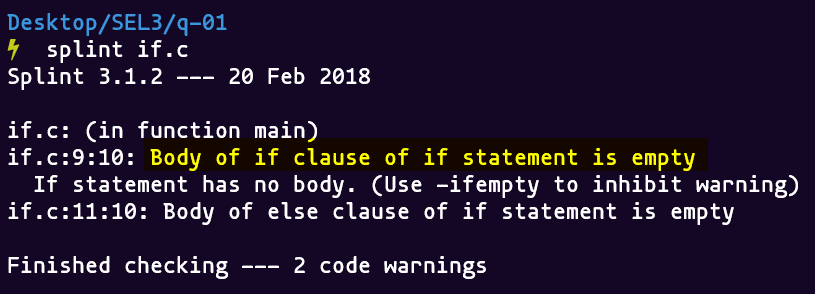 Desktop/SEL3/q-01
⚡ splint if.c
Splint 3.1.2 --- 20 Feb 2018
if.c: (in function main)
if.c:9:10: Body of if clause of if statement is empty
If statement has no body. (Use -ifempty to inhibit warning)
if.c:11:10: Body of else clause of if statement is empty
Finished checking --- 2 code warnings